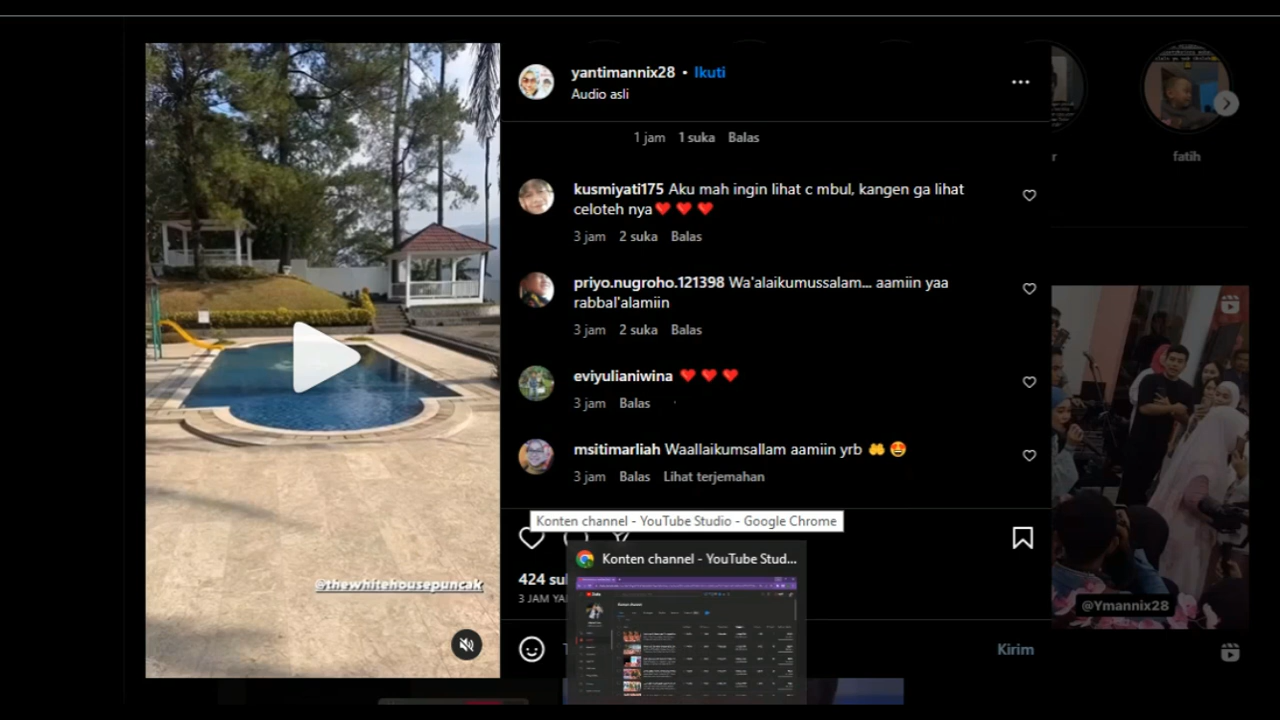 yantimannix28 • Ikuti
Audio asli
1 jam 1 suka Balas
kusmiyati175 Aku mah ingin lihat c mbul, kangen ga lihat
celoteh nya❤️❤️❤️
3 jam 2 suka Balas
priyo.nugroho.121398 Wa'alaikumussalam... aamiin yaa
rabbal'alamiin
3 jam 2 suka Balas
eviyulianiwina ❤️❤️❤️
3 jam Balas
msitimarliah Waallaikumsallam aamiin yrb 🤲😍
3 jam Balas Lihat terjemahan
Konten channel - YouTube Studio - Google Chrome
Konten channel - YouTube Stud...
424 su
3 JAM YA
Kirim
@thewhitehousepuncak
fatih
@Ymannix28